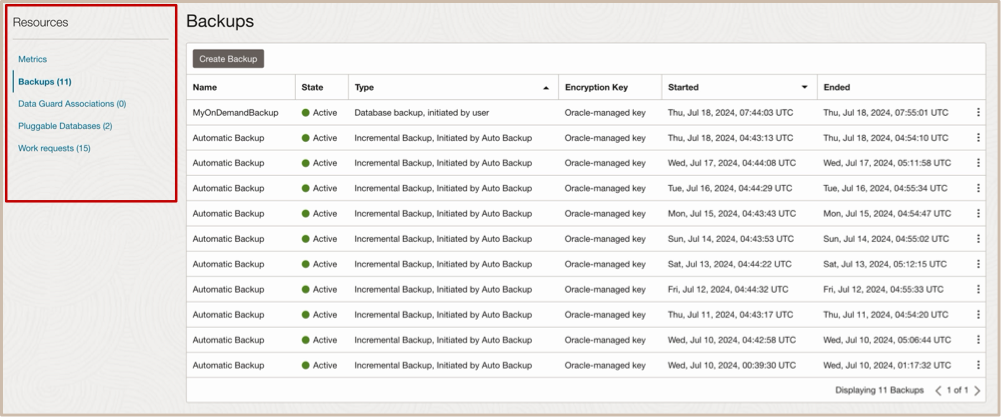 Resources
Metrics
Backups (11)
Data Guard Associations (0)
Pluggable Databases (2)
Work requests (15)
Backups
Create Backup
Name State Type Encryption Key Started Ended
MyOnDemandBackup Active Database backup, initiated by user Oracle-managed key Thu, Jul 18, 2024, 07:44:03 UTC Thu, Jul 18, 2024, 07:55:01 UTC
Automatic Backup Active Incremental Backup, Initiated by Auto Backup Oracle-managed key Thu, Jul 18, 2024, 04:43:13 UTC Thu, Jul 18, 2024, 04:54:10 UTC
Automatic Backup Active Incremental Backup, Initiated by Auto Backup Oracle-managed key Wed, Jul 17, 2024, 04:44:08 UTC Wed, Jul 17, 2024, 05:11:58 UTC
Automatic Backup Active Incremental Backup, Initiated by Auto Backup Oracle-managed key Tue, Jul 16, 2024, 04:44:29 UTC Tue, Jul 16, 2024, 04:55:34 UTC
Automatic Backup Active Incremental Backup, Initiated by Auto Backup Oracle-managed key Mon, Jul 15, 2024, 04:43:43 UTC Mon, Jul 15, 2024, 04:54:47 UTC
Automatic Backup Active Incremental Backup, Initiated by Auto Backup Oracle-managed key Sun, Jul 14, 2024, 04:43:53 UTC Sun, Jul 14, 2024, 04:55:02 UTC
Automatic Backup Active Incremental Backup, Initiated by Auto Backup Oracle-managed key Sat, Jul 13, 2024, 04:44:22 UTC Sat, Jul 13, 2024, 05:12:15 UTC
Automatic Backup Active Incremental Backup, Initiated by Auto Backup Oracle-managed key Fri, Jul 12, 2024, 04:44:32 UTC Fri, Jul 12, 2024, 04:55:33 UTC
Automatic Backup Active Incremental Backup, Initiated by Auto Backup Oracle-managed key Thu, Jul 11, 2024, 04:43:17 UTC Thu, Jul 11, 2024, 04:54:20 UTC
Automatic Backup Active Incremental Backup, Initiated by Auto Backup Oracle-managed key Wed, Jul 10, 2024, 04:42:58 UTC Wed, Jul 10, 2024, 05:06:44 UTC
Automatic Backup Active Incremental Backup, Initiated by Auto Backup Oracle-managed key Wed, Jul 10, 2024, 00:39:30 UTC Wed, Jul 10, 2024, 01:17:32 UTC
Displaying 11 Backups < 1 of 1 >